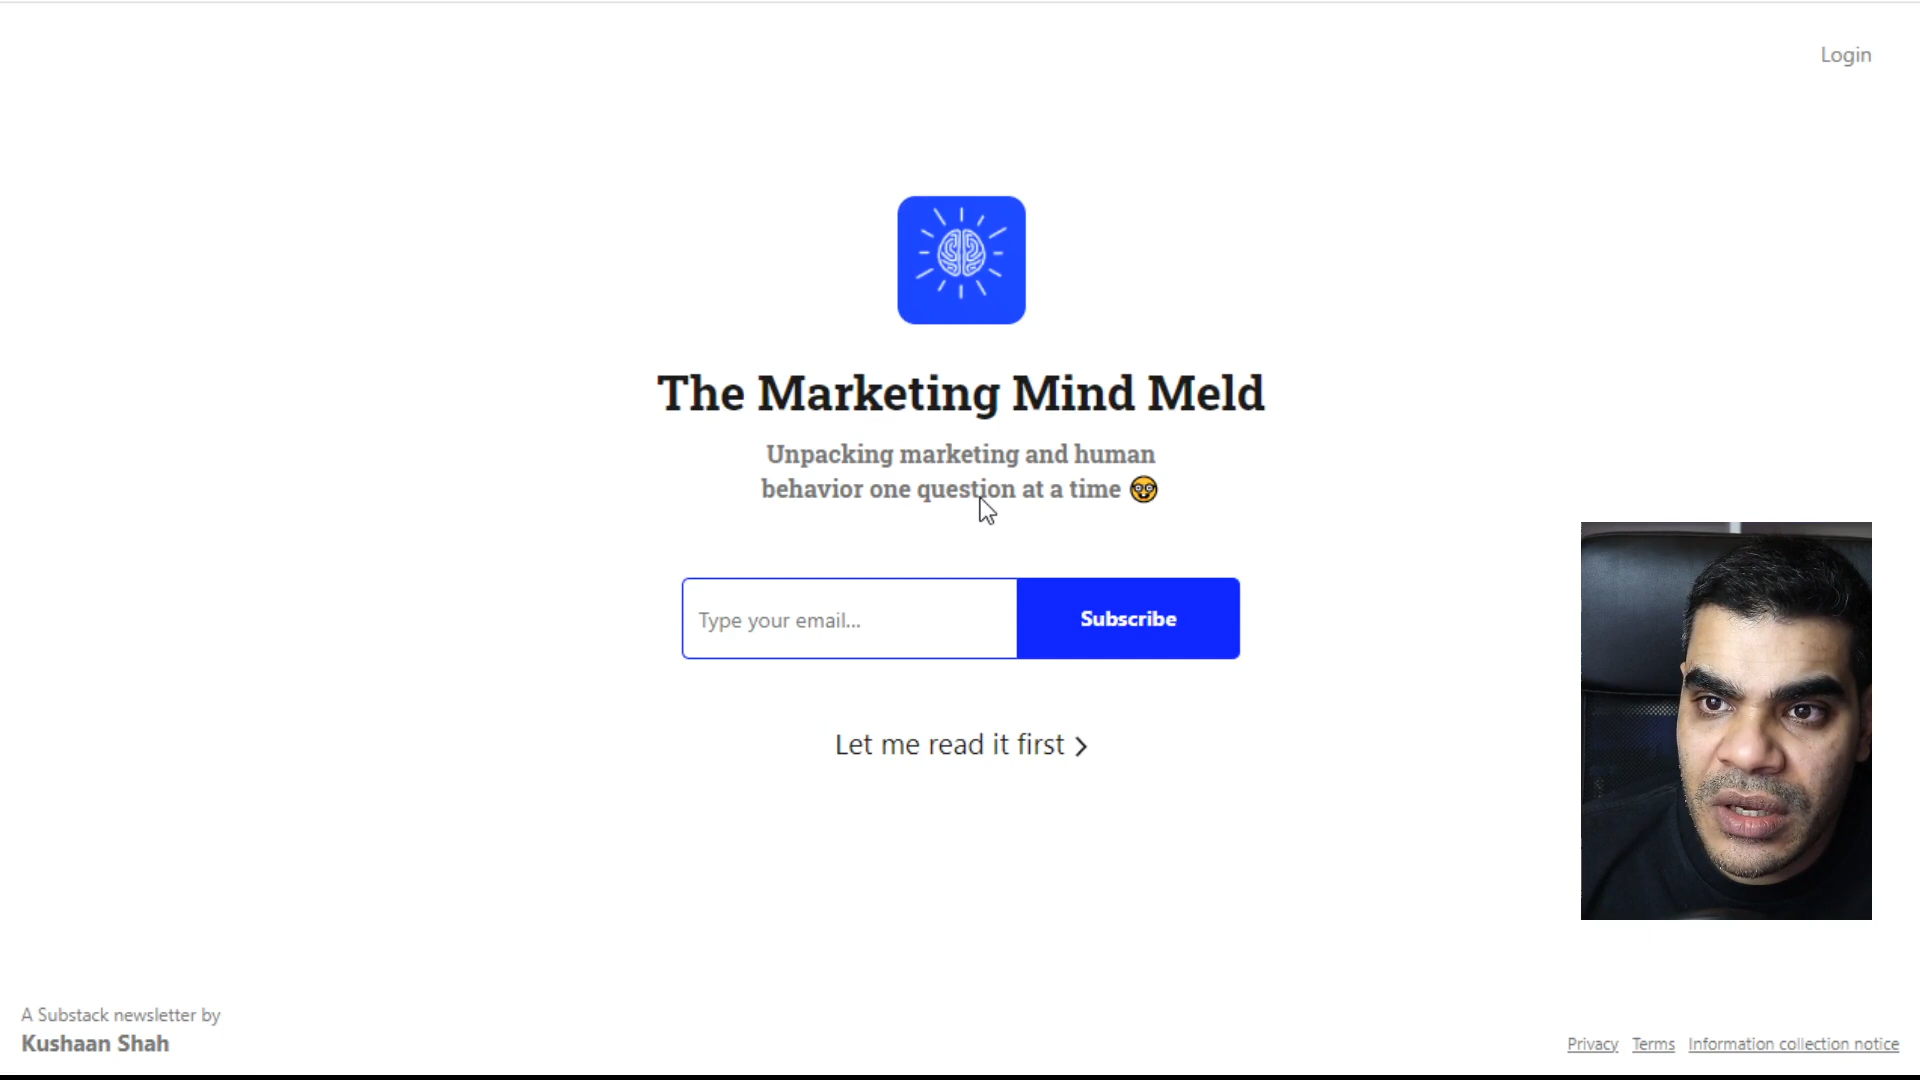 Login
The Marketing Mind Meld
Unpacking marketing and human
behavior one question at a time 🤓
Type your email...
Subscribe
Let me read it first >
A Substack newsletter by
Kushaan Shah
Privacy Terms Information collection notice